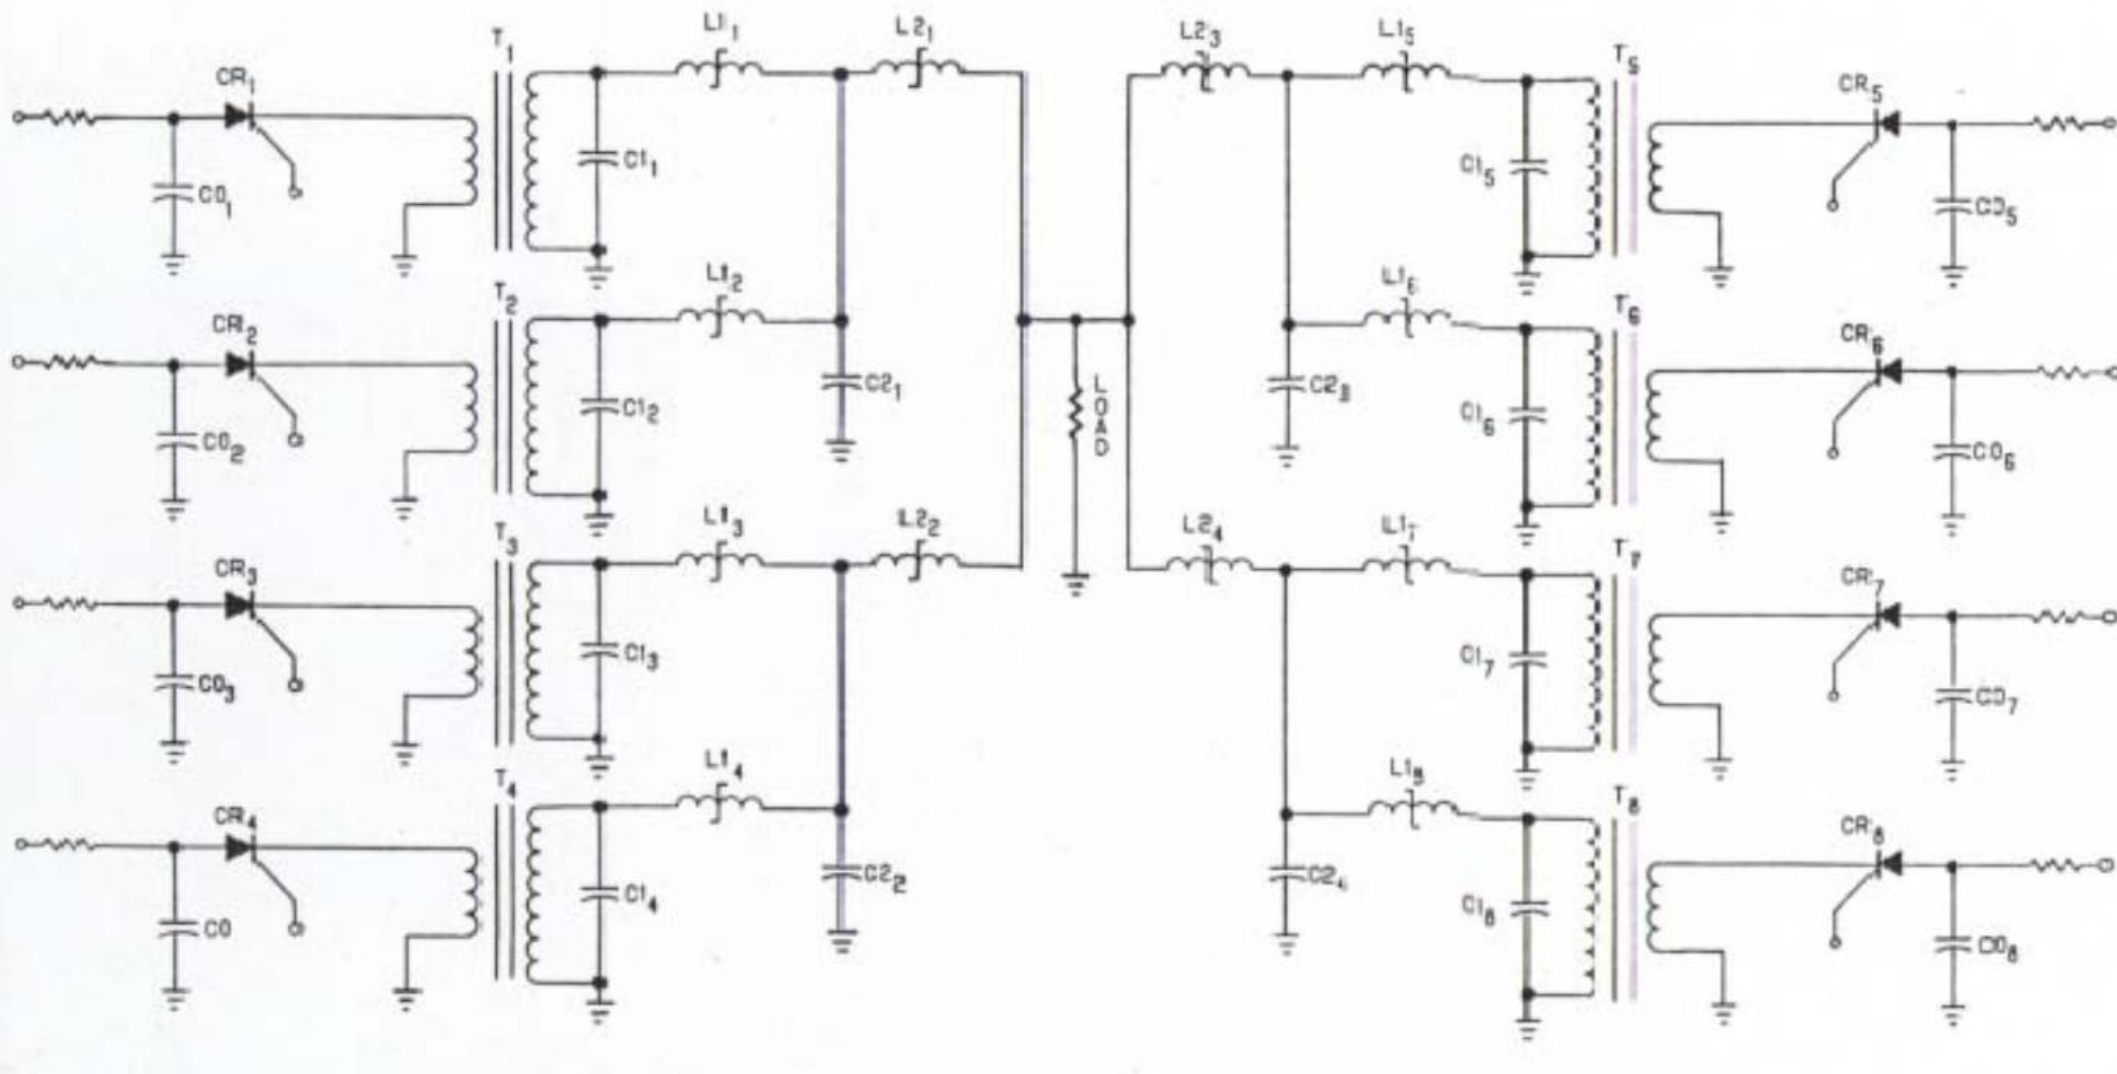 T1 L11 L21 L23 L15 T5
CR1 CR5
C01 C11 C15 C05
T2 L12 L16 T6
CR2 CR6
C02 C12 C21 LOAD C23 C16 C06
T3 L13 L22 L24 L17 T7
CR3 CR7
C03 C13 C17 C07
T4 L14 L18 T8
CR4 CR8
C0 C14 C22 C24 C18 C08